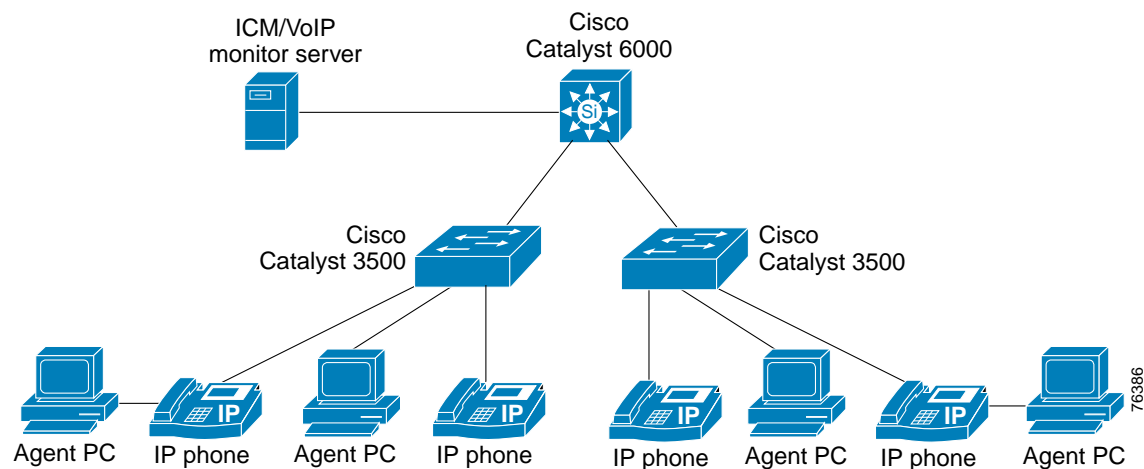 ICM/VoIP
monitor server
Cisco
Catalyst 6000
Si
Cisco
Catalyst 3500
Cisco
Catalyst 3500
IP
IP
IP
IP
76386
Agent PC
IP phone
Agent PC
IP phone
IP phone
Agent PC
IP phone
Agent PC